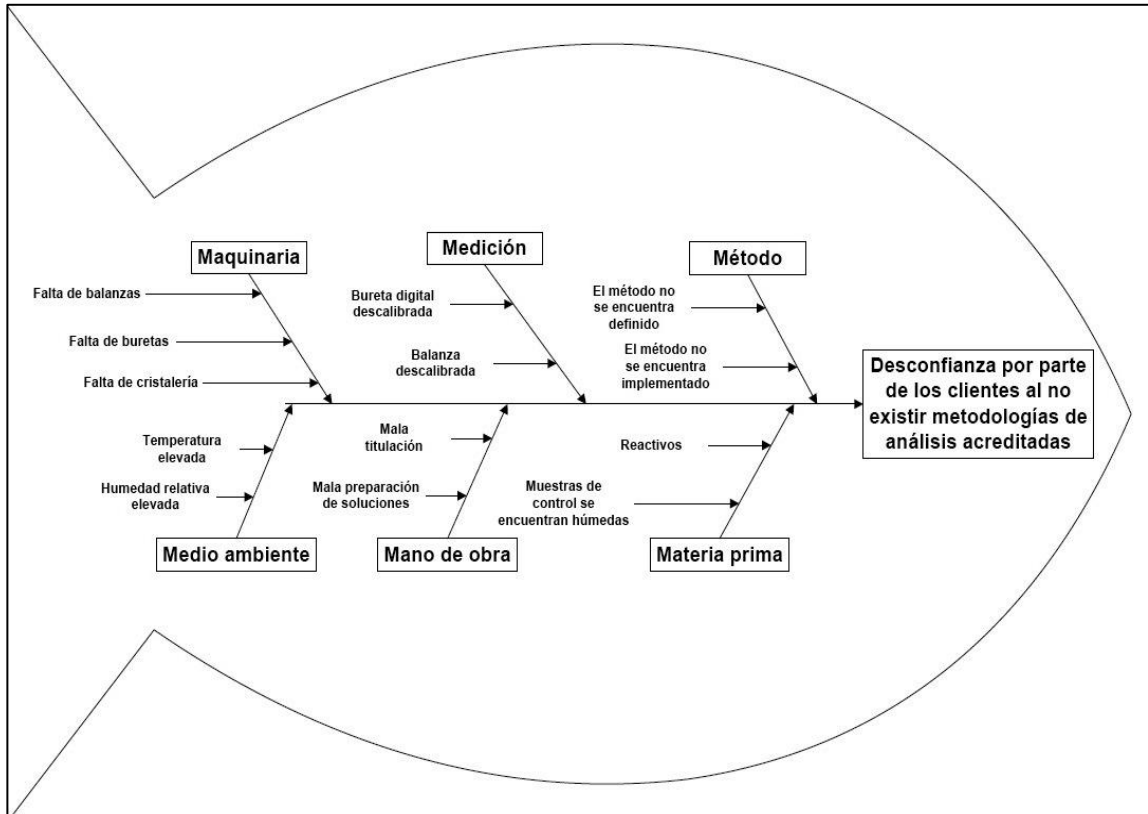 Maquinaria
Falta de balanzas
Falta de buretas
Falta de cristalería
Medición
Bureta digital
descalibrada
Balanza
descalibrada
Método
El método no
se encuentra
definido
El método no
se encuentra
implementado
Desconfianza por parte
de los clientes al no
existir metodologías de
análisis acreditadas
Temperatura
elevada
Humedad relativa
elevada
Medio ambiente
Mala
titulación
Mala preparación
de soluciones
Mano de obra
Reactivos
Muestras de
control se
encuentran húmedas
Materia prima